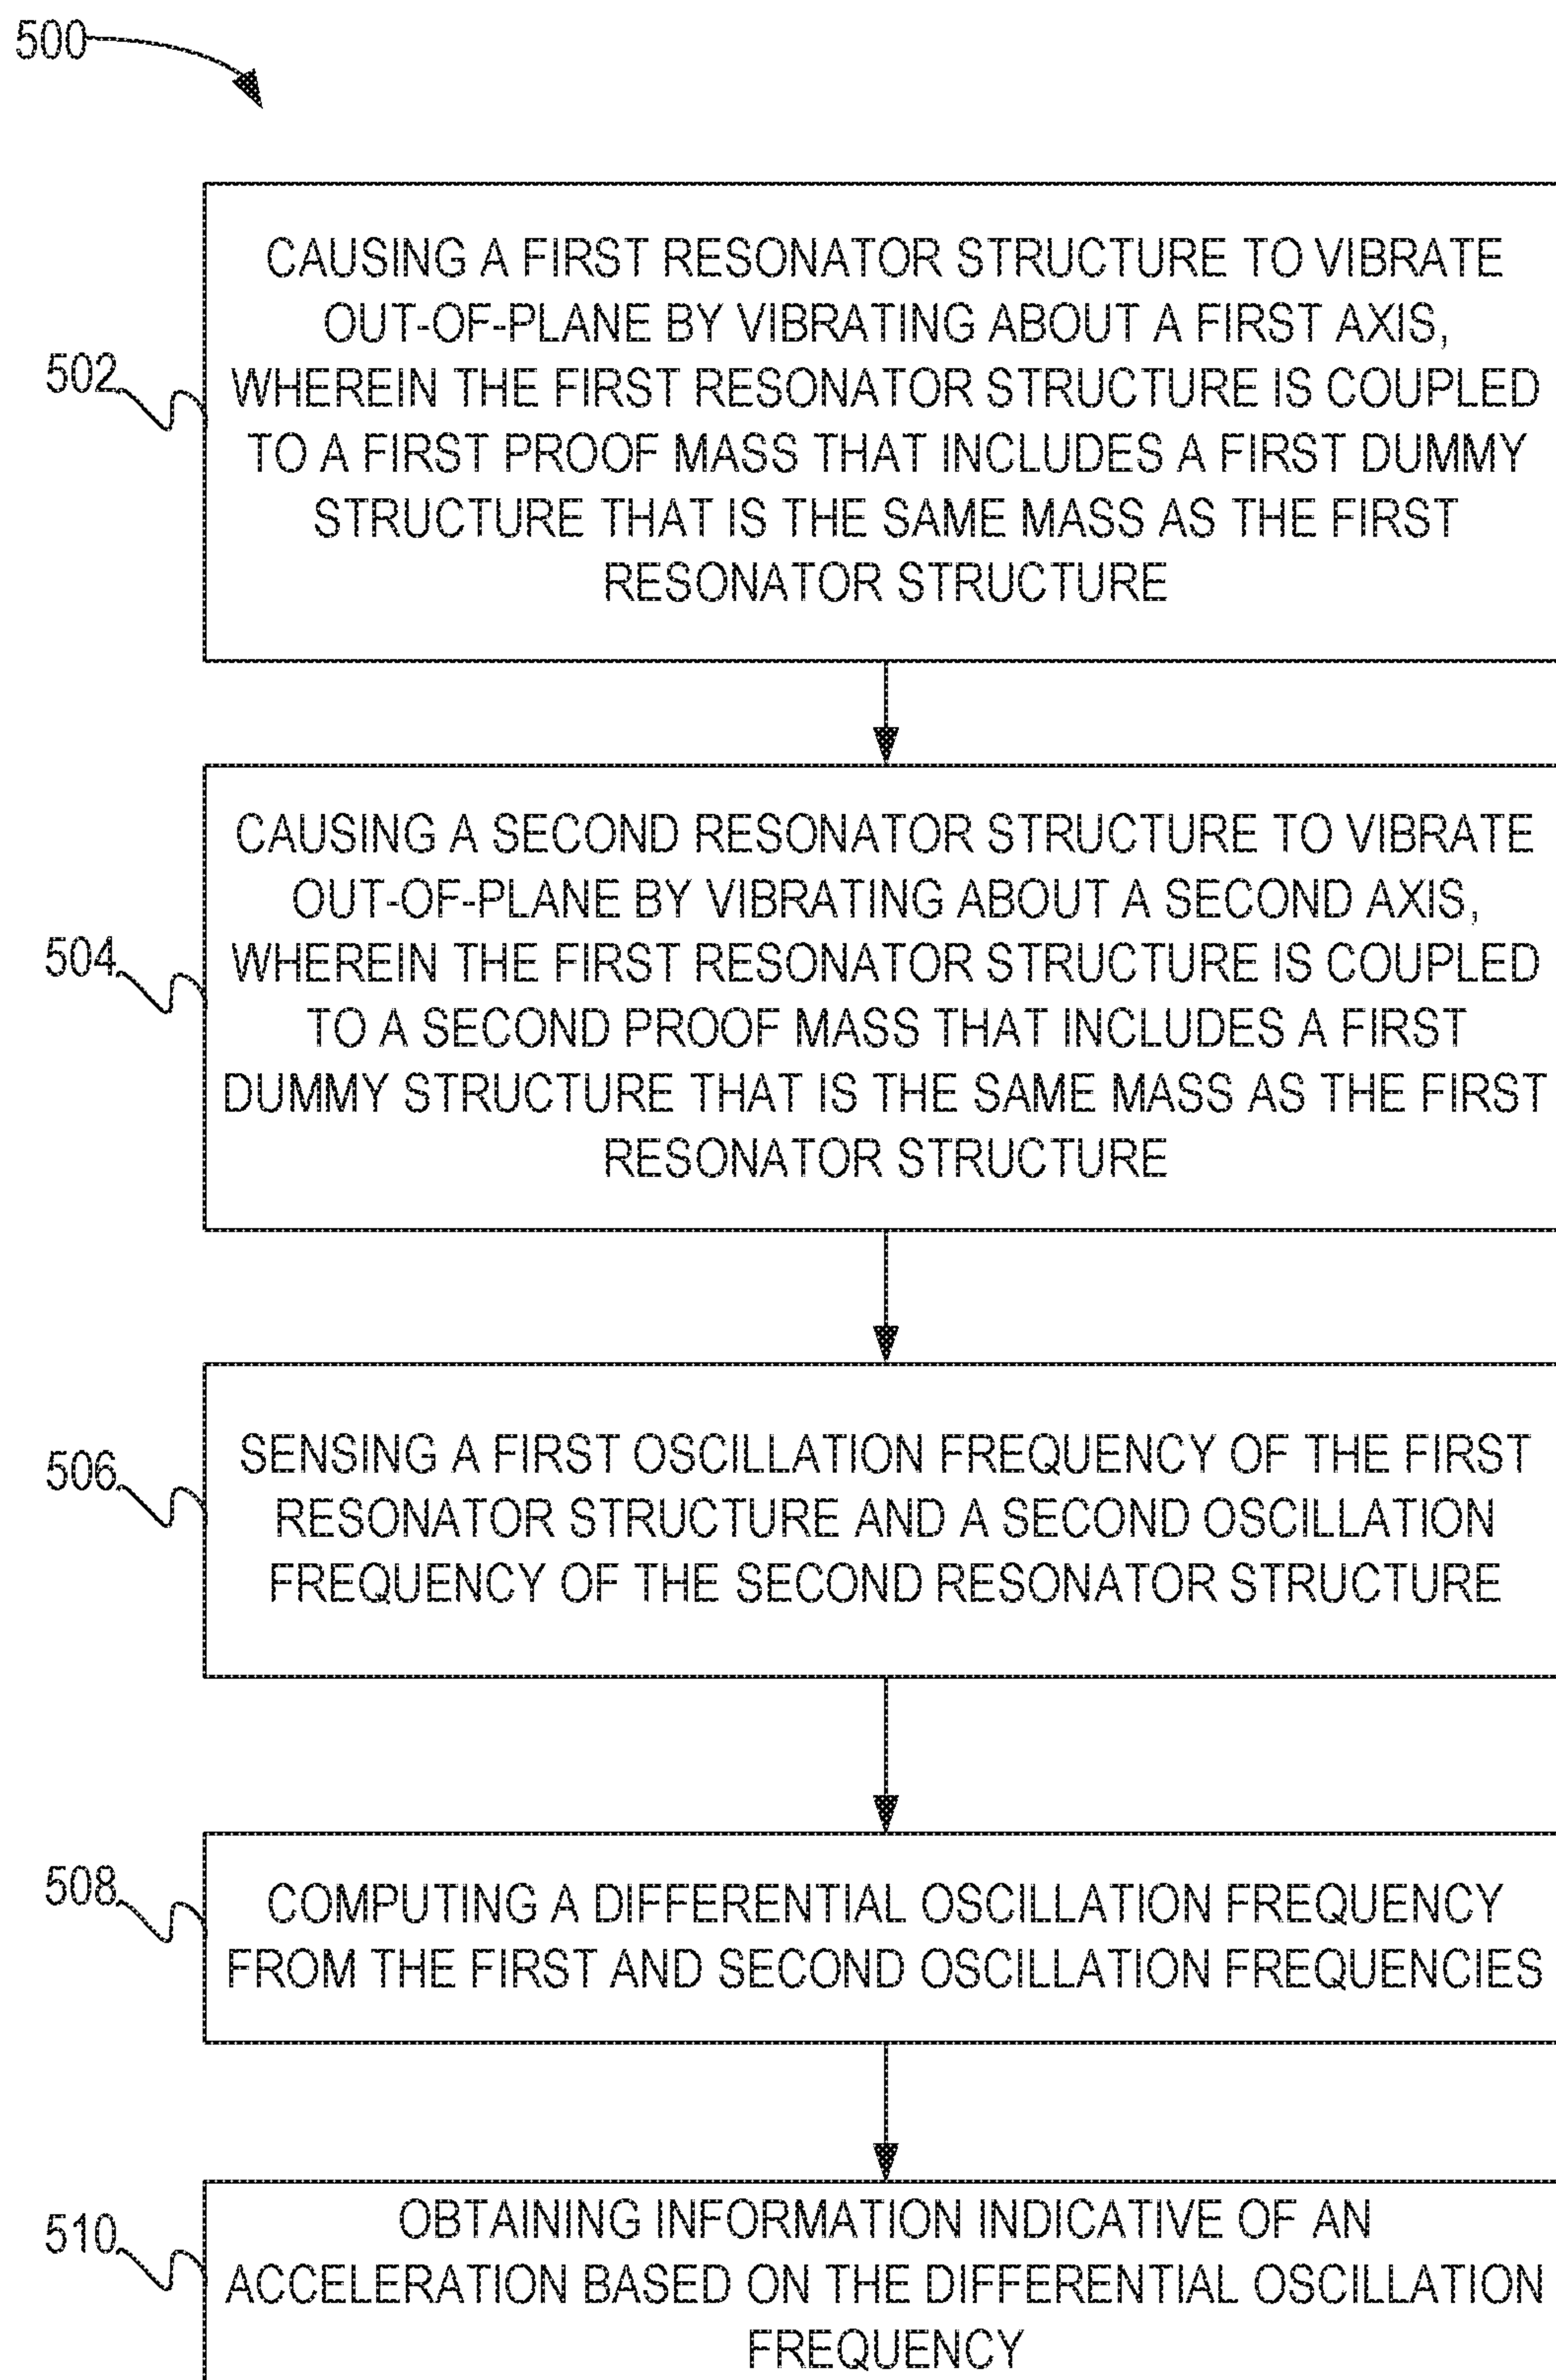 500
502
CAUSING A FIRST RESONATOR STRUCTURE TO VIBRATE
OUT-OF-PLANE BY VIBRATING ABOUT A FIRST AXIS,
WHEREIN THE FIRST RESONATOR STRUCTURE IS COUPLED
TO A FIRST PROOF MASS THAT INCLUDES A FIRST DUMMY
STRUCTURE THAT IS THE SAME MASS AS THE FIRST
RESONATOR STRUCTURE
504
CAUSING A SECOND RESONATOR STRUCTURE TO VIBRATE
OUT-OF-PLANE BY VIBRATING ABOUT A SECOND AXIS,
WHEREIN THE FIRST RESONATOR STRUCTURE IS COUPLED
TO A SECOND PROOF MASS THAT INCLUDES A FIRST
DUMMY STRUCTURE THAT IS THE SAME MASS AS THE FIRST
RESONATOR STRUCTURE
506
SENSING A FIRST OSCILLATION FREQUENCY OF THE FIRST
RESONATOR STRUCTURE AND A SECOND OSCILLATION
FREQUENCY OF THE SECOND RESONATOR STRUCTURE
508
COMPUTING A DIFFERENTIAL OSCILLATION FREQUENCY
FROM THE FIRST AND SECOND OSCILLATION FREQUENCIES
510
OBTAINING INFORMATION INDICATIVE OF AN
ACCELERATION BASED ON THE DIFFERENTIAL OSCILLATION
FREQUENCY